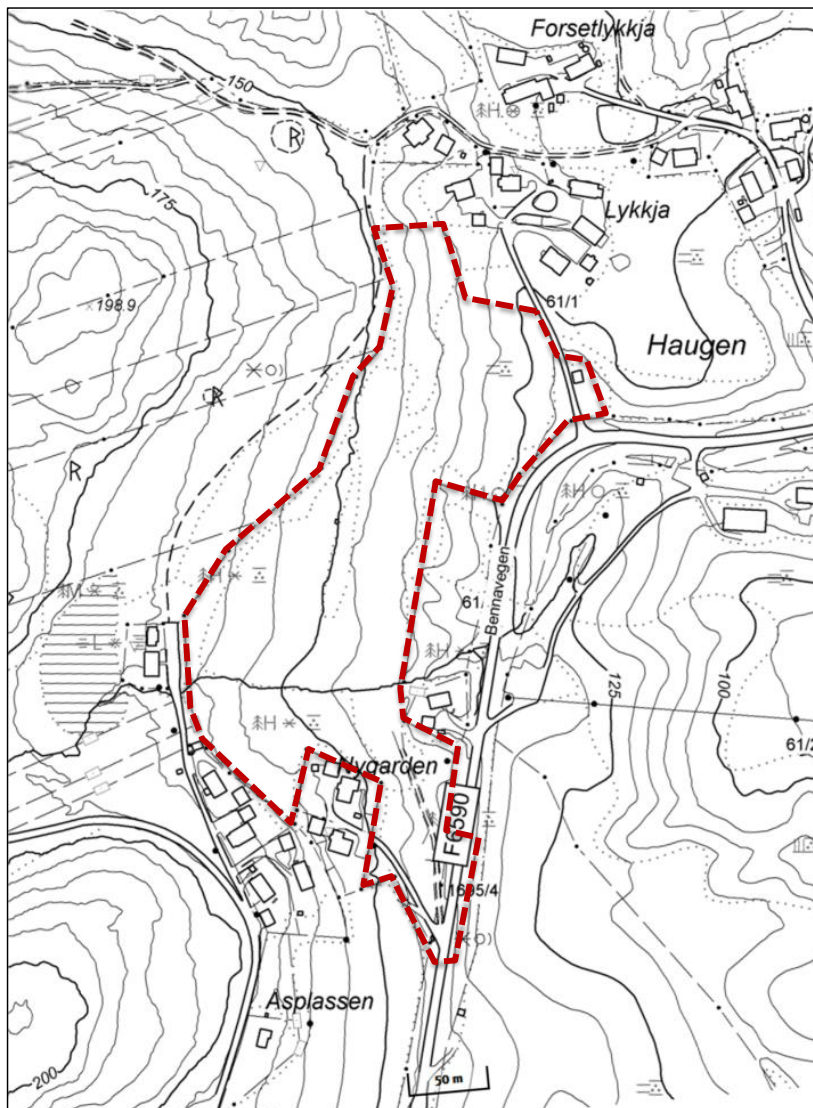 Forsetlykkja
150
R
175
Lykkja
198.9
61/1
Haugen
R
R
61/
Bennavegen
125
100
61/2
Nygarden
F6590
1695/4
Åsplassen
200
50 m